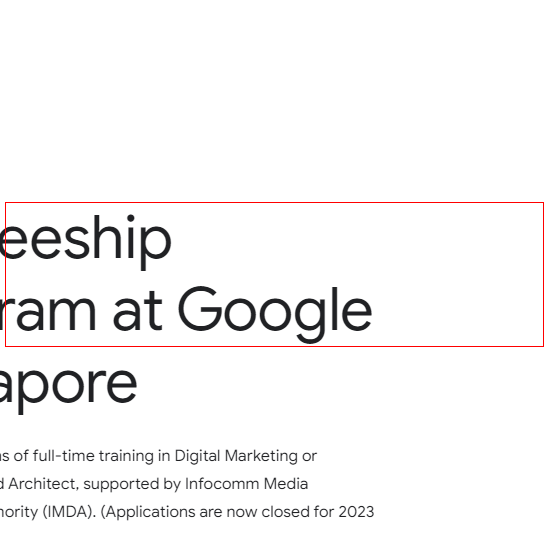 eeship
ram at Google
apore
s of full-time training in Digital Marketing or
d Architect, supported by Infocomm Media
hority (IMDA). (Applications are now closed for 2023